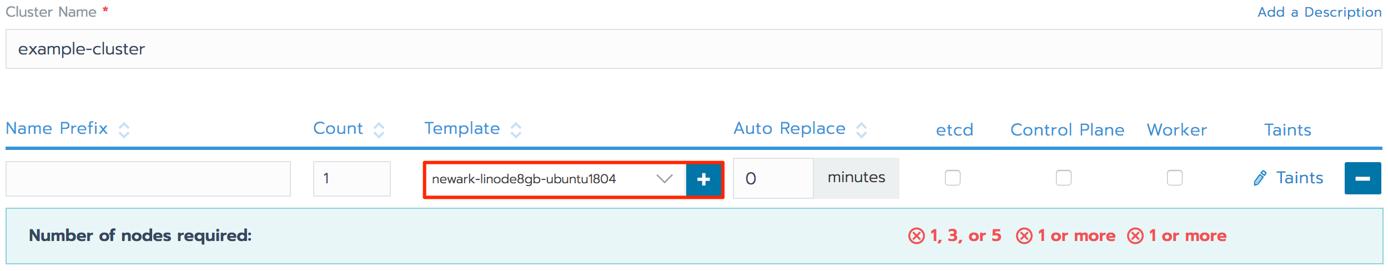 Cluster Name * Add a Description
example-cluster
Name Prefix Count Template Auto Replace etcd Control Plane Worker Taints
1 newark-linode8gb-ubuntu1804 + 0 minutes Taints
Number of nodes required: 1, 3, or 5 1 or more 1 or more